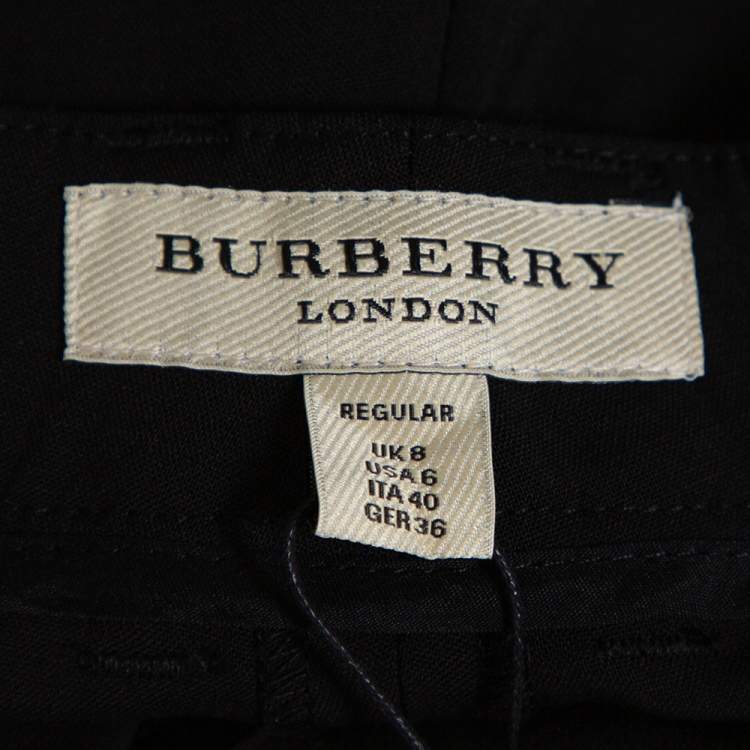 BURBERRY
LONDON
REGULAR
UK 8
USA 6
ITA 40
GER 36